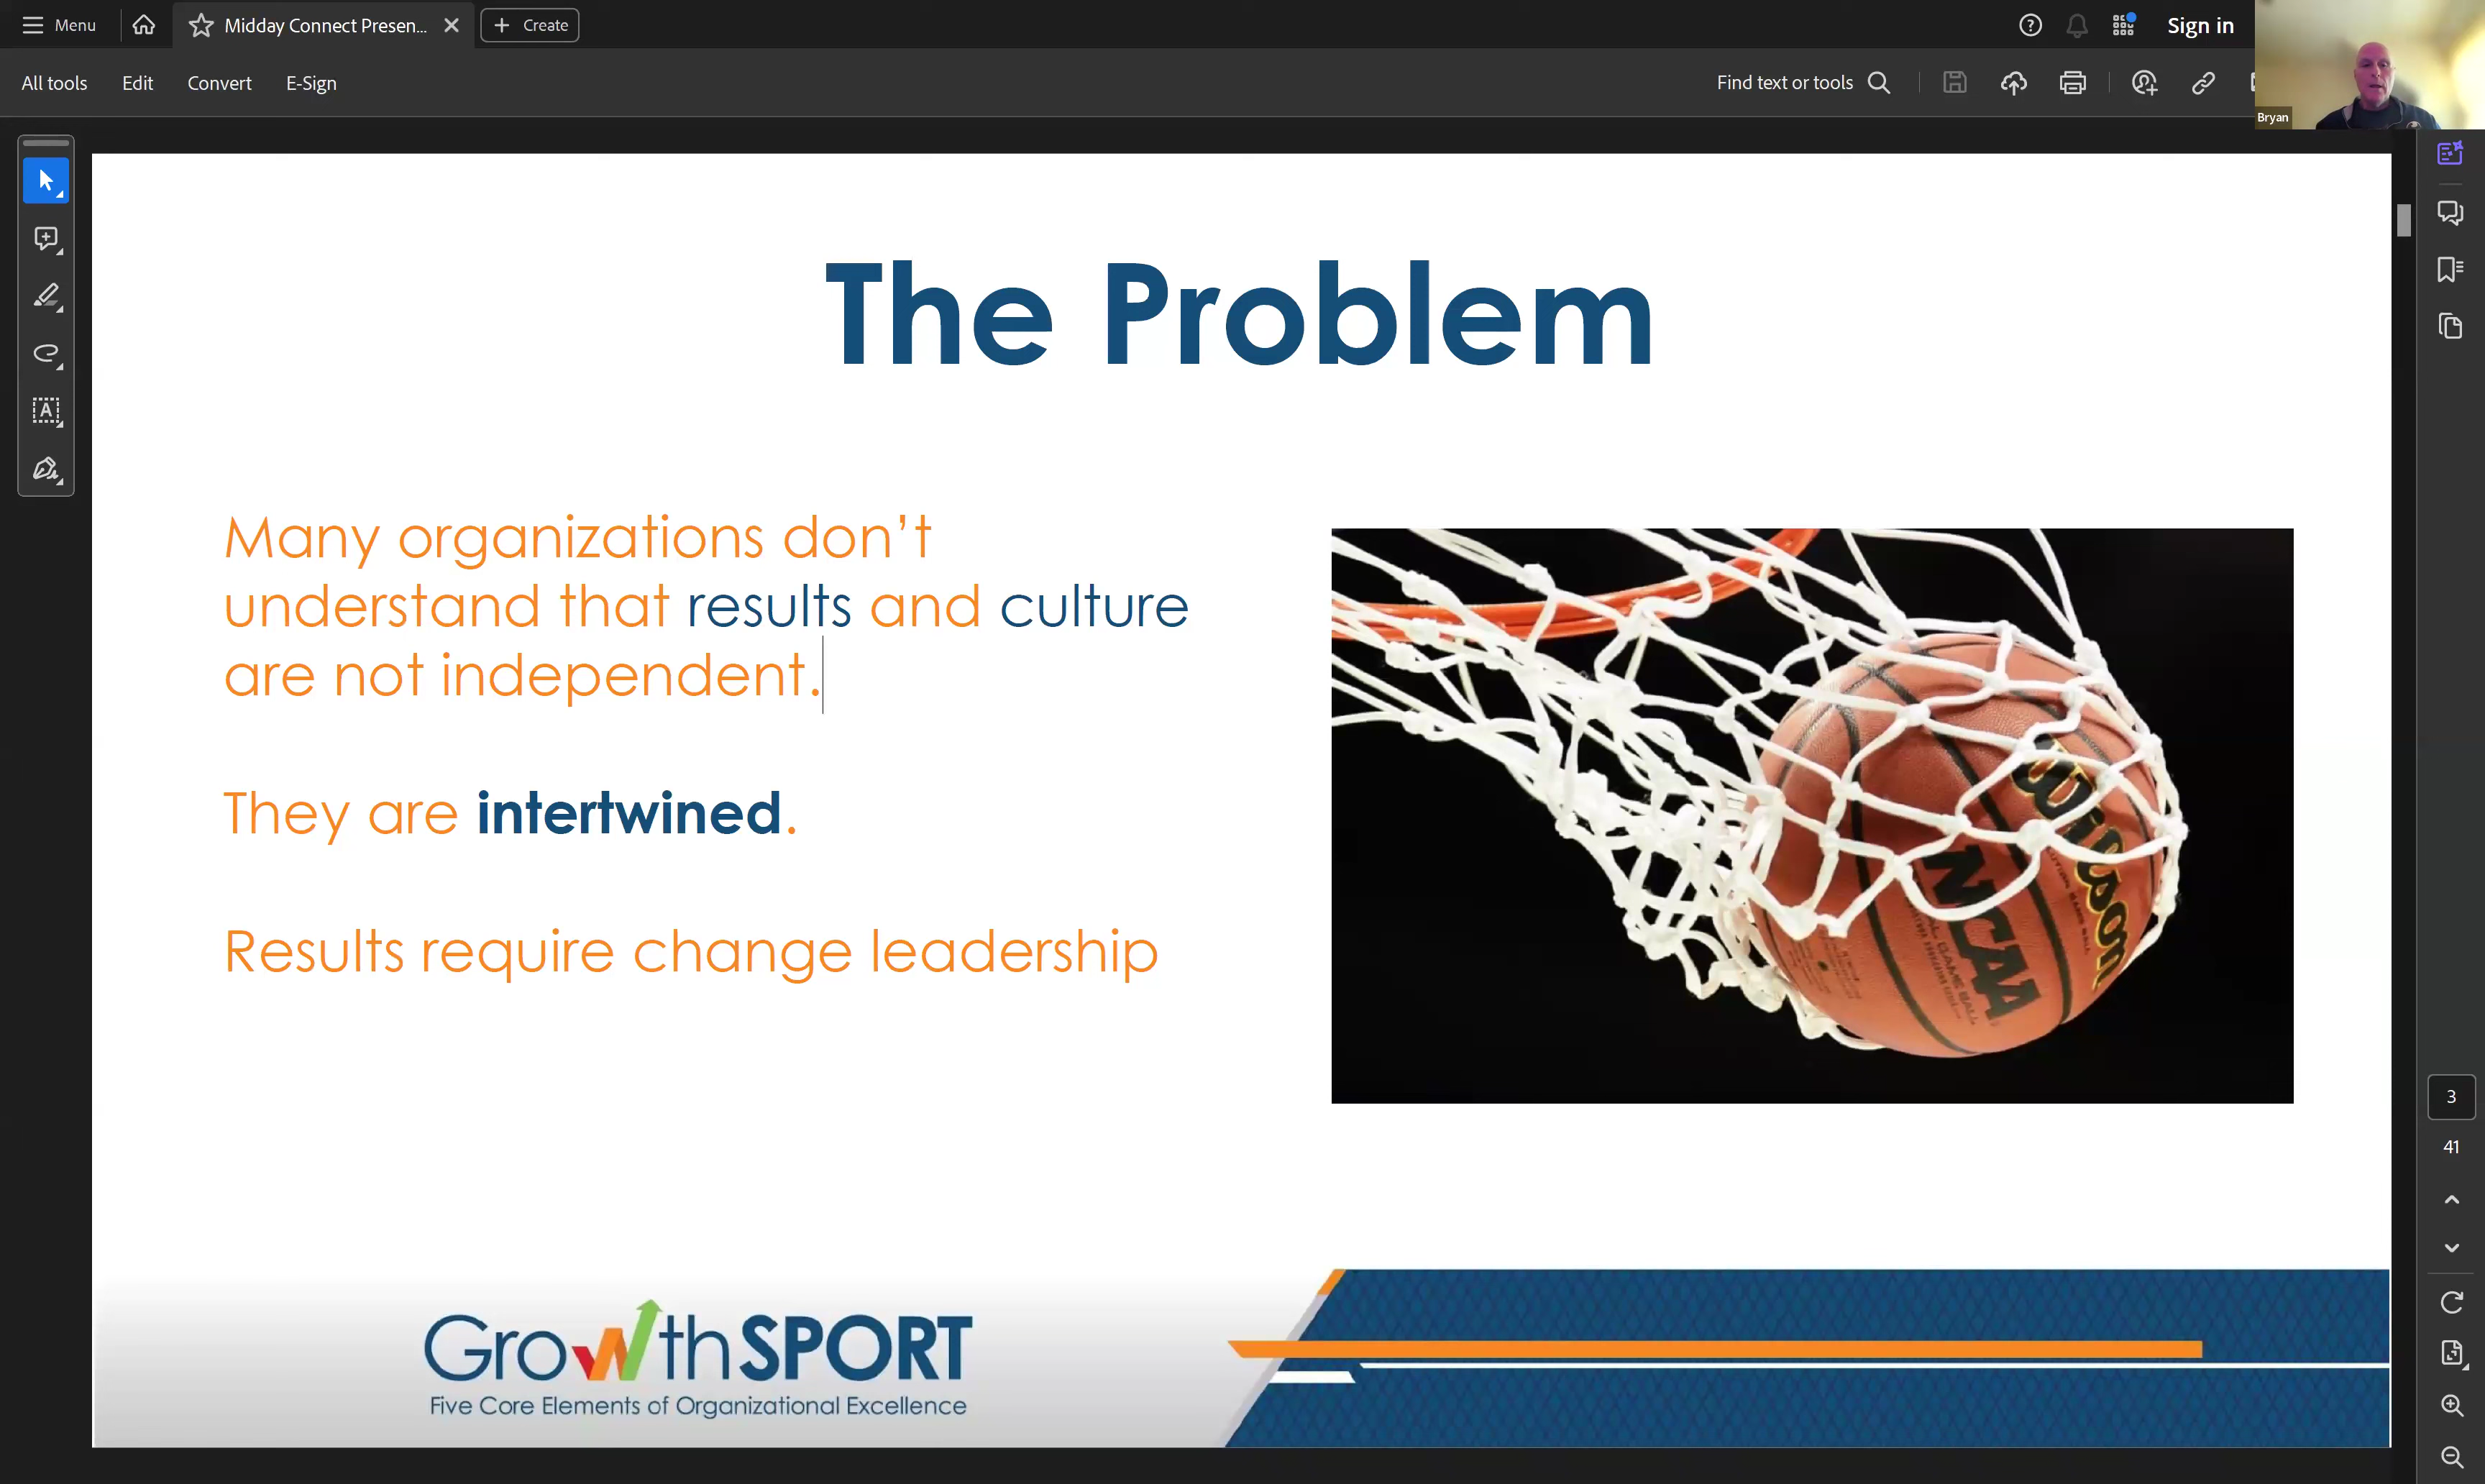 Menu
Midday Connect Presen...
Create
Sign in
All tools
Edit
Convert
E-Sign
Find text or tools
Bryan
The Problem
Many organizations don’t
understand that results and culture
are not independent.
They are intertwined.
Results require change leadership
Wilson
NCAA
3
41
GrowthSPORT
Five Core Elements of Organizational Excellence